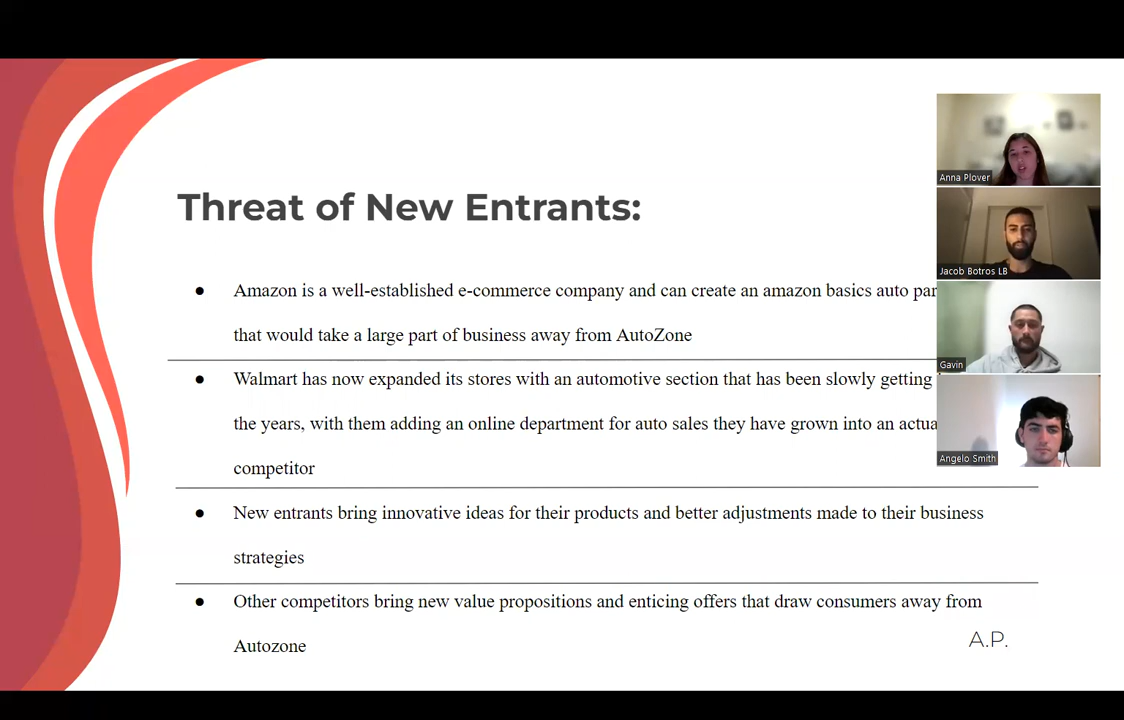 Threat of New Entrants:
● Amazon is a well-established e-commerce company and can create an amazon basics auto
that would take a large part of business away from AutoZone
● Walmart has now expanded its stores with an automotive section that has been slowly getting
the years, with them adding an online department for auto sales they have grown into an
competitor
● New entrants bring innovative ideas for their products and better adjustments made to their business
strategies
● Other competitors bring new value propositions and enticing offers that draw consumers away from
Autozone
A.P.
Anna Plover
Jacob Botros LB
Gavin
Angelo Smith